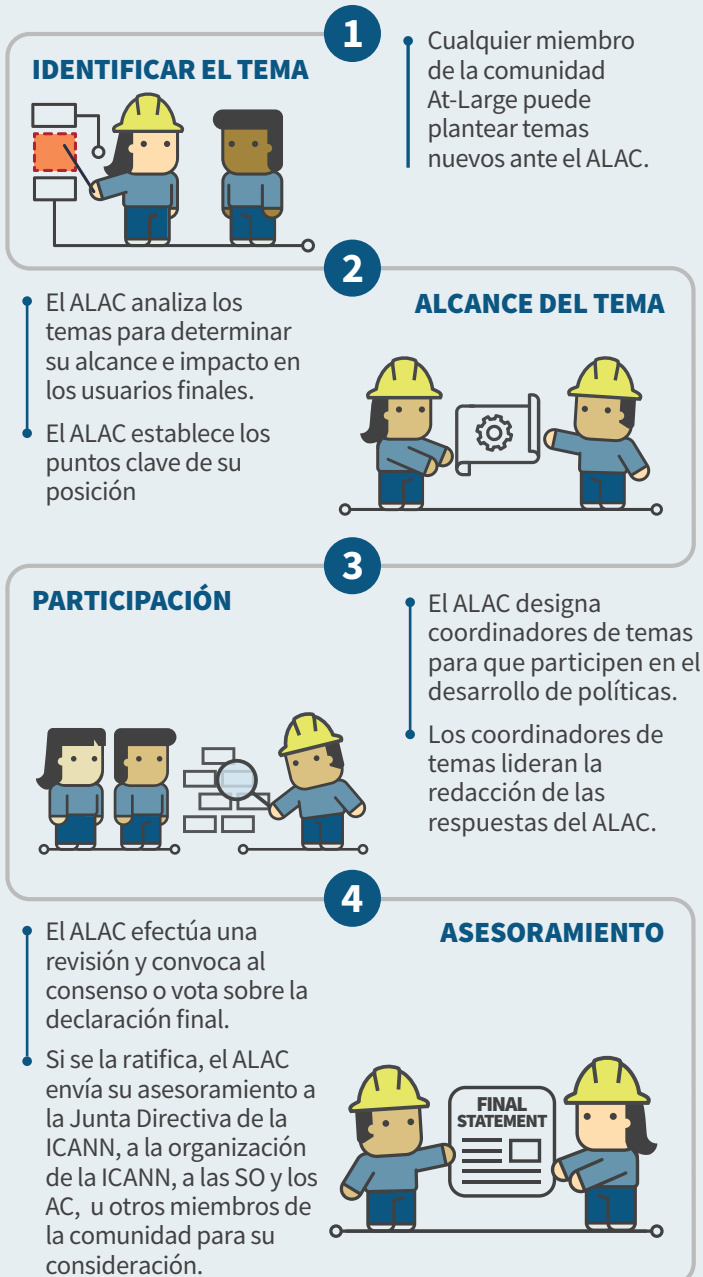 1
IDENTIFICAR EL TEMA
Cualquier miembro
de la comunidad
At-Large puede
plantear temas
nuevos ante el ALAC.
2
ALCANCE DEL TEMA
El ALAC analiza los
temas para determinar
su alcance e impacto en
los usuarios finales.
El ALAC establece los
puntos clave de su
posición
3
PARTICIPACIÓN
El ALAC designa
coordinadores de temas
para que participen en el
desarrollo de políticas.
Los coordinadores de
temas lideran la
redacción de las
respuestas del ALAC.
4
ASESORAMIENTO
El ALAC efectúa una
revisión y convoca al
consenso o vota sobre la
declaración final.
Si se la ratifica, el ALAC
envía su asesoramiento a
la Junta Directiva de la
ICANN, a la organización
de la ICANN, a las SO y los
AC, u otros miembros de
la comunidad para su
consideración.
FINAL
STATEMENT